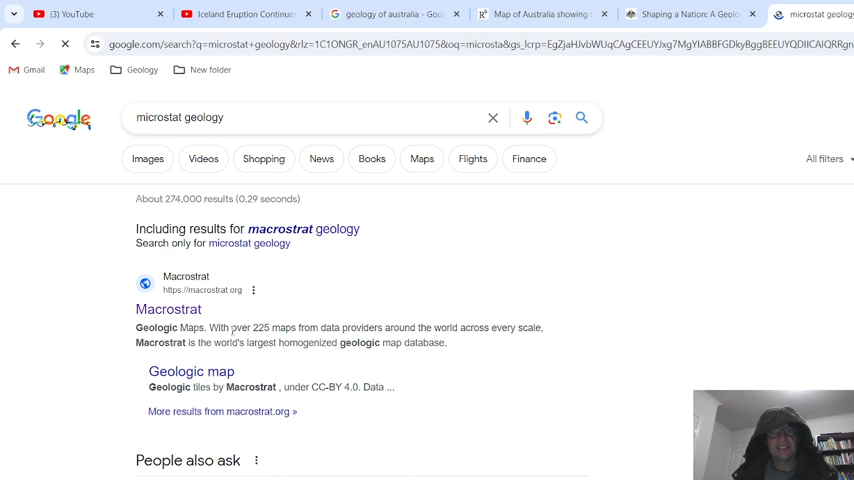 (3) YouTube
Iceland Eruption Continues
geology of australia - Goo
Map of Australia showing t
Shaping a Nation: A Geolo
microstat geology
google.com/search?q=microstat+geology&rlz=1C1ONGR_enAU1075AU1075&oq=microsta&gs_lcrp=
Gmail
Maps
Geology
New folder
Google
microstat geology
Images
Videos
Shopping
News
Books
Maps
Flights
Finance
All filters
About 274,000 results (0.29 seconds)
Including results for macrostrat geology
Search only for microstat geology
Macrostrat
https://macrostrat.org
Macrostrat
Geologic Maps. With over 225 maps from data providers around the world across every scale,
Macrostrat is the world's largest homogenized geologic map database.
Geologic map
Geologic tiles by Macrostrat , under CC-BY 4.0. Data ...
More results from macrostrat.org »
People also ask